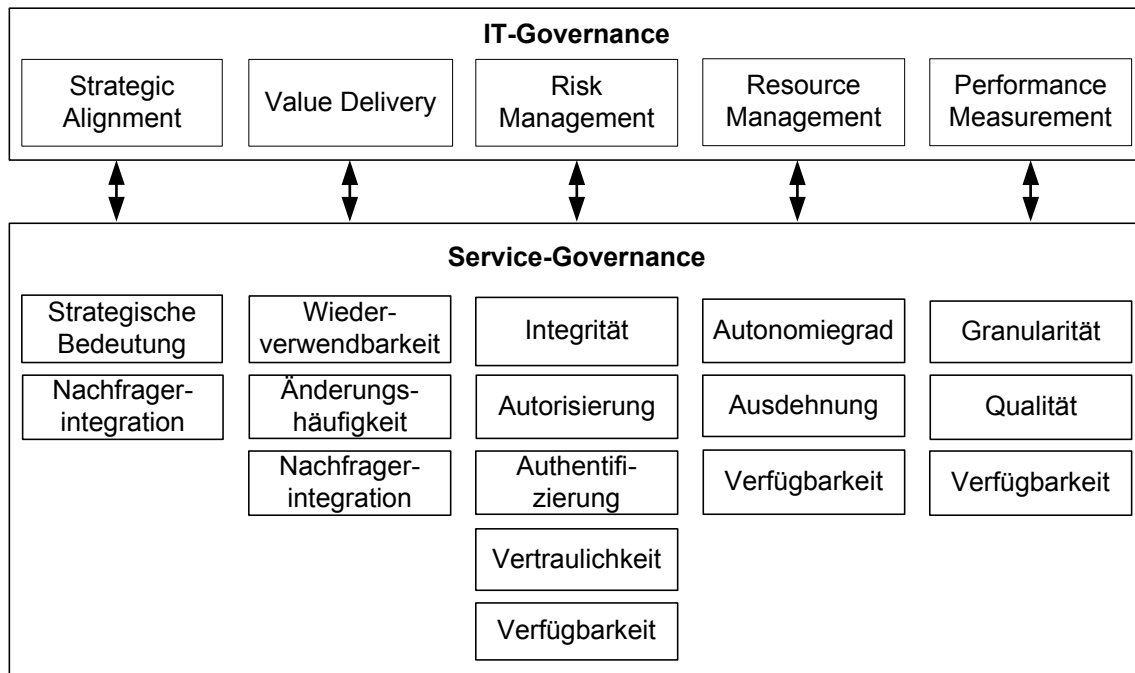 IT-Governance
Strategic
Alignment
Value Delivery
Risk
Management
Resource
Management
Performance
Measurement
Service-Governance
Strategische
Bedeutung
Nachfrager-
integration
Wieder-
verwendbarkeit
Änderungs-
häufigkeit
Nachfrager-
integration
Integrität
Autorisierung
Authentifi-
zierung
Vertraulichkeit
Verfügbarkeit
Autonomiegrad
Ausdehnung
Verfügbarkeit
Granularität
Qualität
Verfügbarkeit